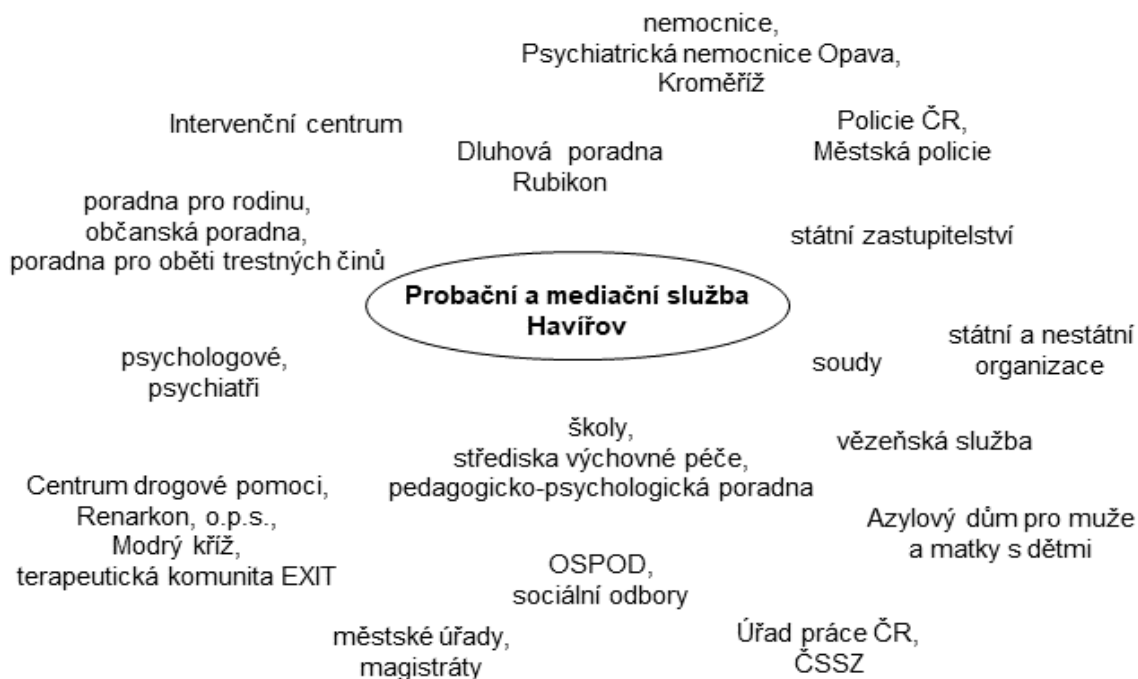 nemocnice,
Psychiatrická nemocnice Opava,
Kroměříž
Intervenční centrum
Policie ČR,
Městská policie
Dluhová poradna
Rubikon
poradna pro rodinu,
občanská poradna,
poradna pro oběti trestných činů
státní zastupitelství
Probační a mediační služba
Havířov
psychologové,
psychiatři
soudy
státní a nestátní
organizace
školy,
střediska výchovné péče,
pedagogicko-psychologická poradna
vězeňská služba
Centrum drogové pomoci,
Renarkon, o.p.s.,
Modrý kříž,
terapeutická komunita EXIT
Azylový dům pro muže
a matky s dětmi
OSPOD,
sociální odbory
městské úřady,
magistráty
Úřad práce ČR,
ČSSZ